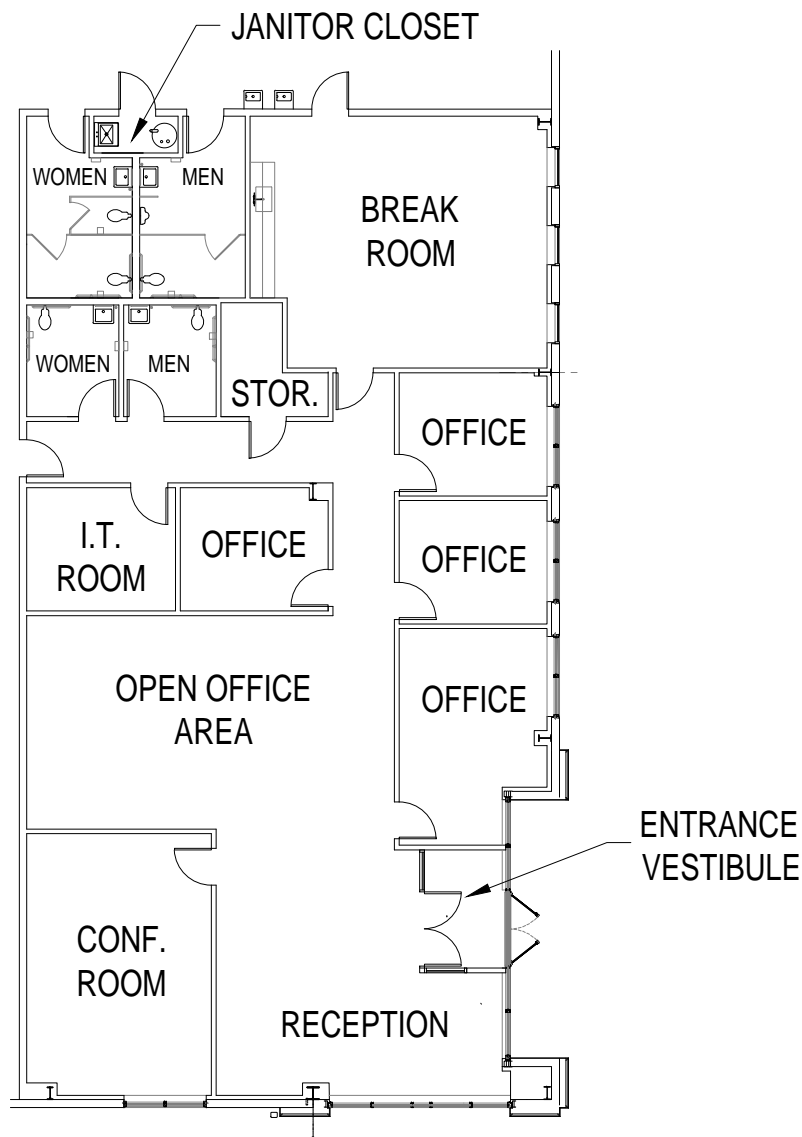 JANITOR CLOSET
WOMEN
MEN
BREAK
ROOM
WOMEN
MEN
STOR.
OFFICE
I.T.
ROOM
OFFICE
OFFICE
OPEN OFFICE
AREA
OFFICE
ENTRANCE
VESTIBULE
CONF.
ROOM
RECEPTION